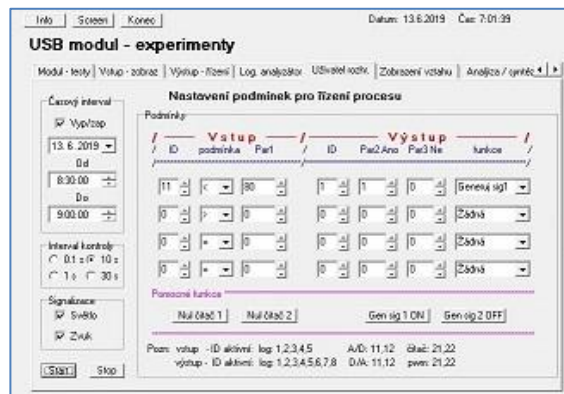 Info Screen Konec Datum: 13.6.2019 Čas: 7:01:39
USB modul - experimenty
Modul - testy Vstup - zobraz Výstup - řízení Log. analyzátor Uživatel rozhr. Zobrazení vztahu Analýza / syntéz
Nastavení podmínek pro řízení procesu
Časový interval
Vyp/zap
13. 6. 2019
Od
8:30:00
Do
9:00:00
Interval kontroly
0.1 s 10 s
1 s 30 s
Signalizace
Světlo
Zvuk
Start Stop
Podmínky
/ Vstup / Výstup /
/ ID podmínka Par1 / ID Par2 Ano Par3 Ne funkce /
11 < 80 1 1 0 Generuj sig1
0 > 0 0 0 0 Žádná
0 = 0 0 0 0 Žádná
0 = 0 0 0 0 Žádná
Pomocné funkce
Nul čítač 1 Nul čítač 2 Gen sig 1 ON Gen sig 2 OFF
Pozn: vstup - ID aktivní: log: 1,2,3,4,5 A/D: 11,12 čítač: 21,22
výstup - ID aktivní: log: 1,2,3,4,5,6,7,8 D/A: 11,12 pwm: 21,22